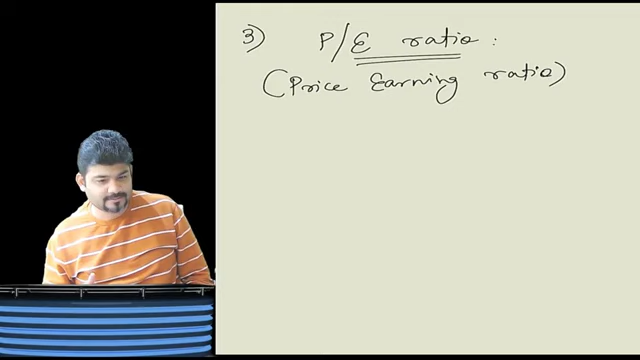 3) P/E ratio :
(Price Earning ratio)